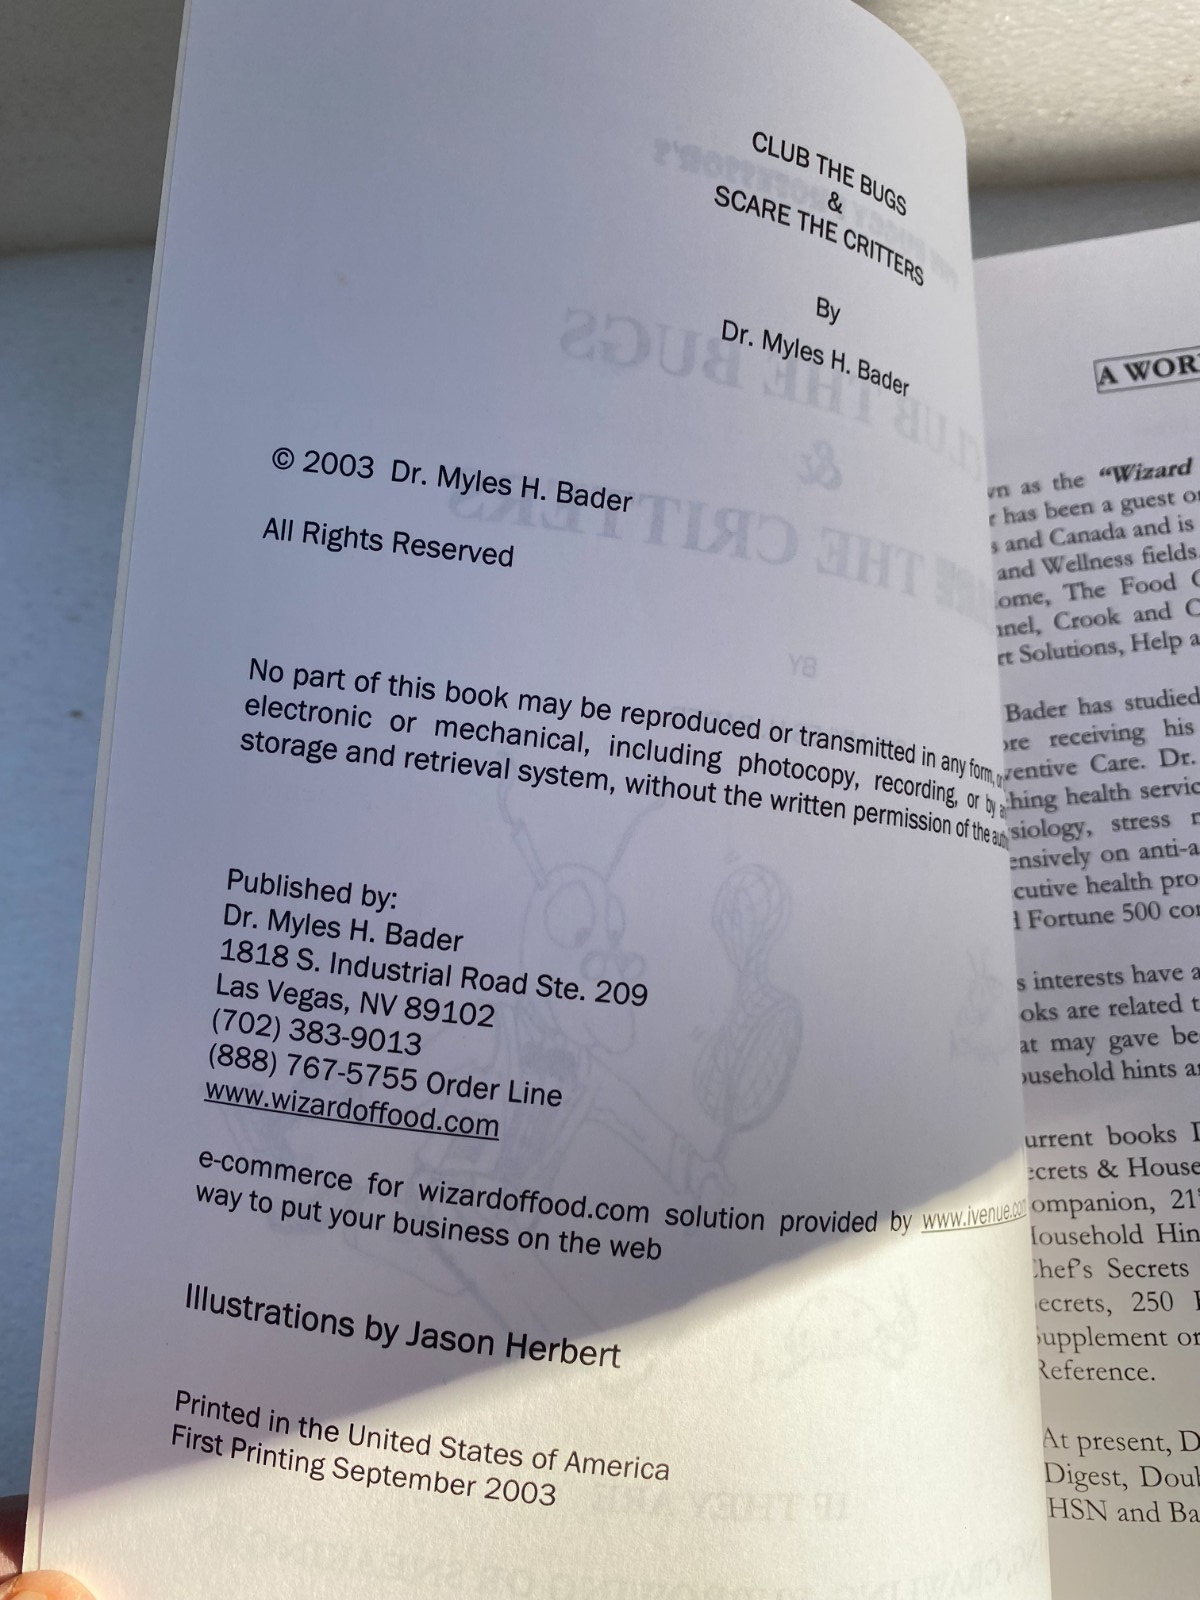 CLUB THE BUGS
&
SCARE THE CRITTERS
By
Dr. Myles H. Bader
© 2003 Dr. Myles H. Bader
All Rights Reserved
No part of this book may be reproduced or transmitted in any form, or
electronic or mechanical, including photocopy, recording, or by
storage and retrieval system, without the written permission of the
Published by:
Dr. Myles H. Bader
1818 S. Industrial Road Ste. 209
Las Vegas, NV 89102
(702) 383-9013
(888) 767-5755 Order Line
www.wizardoffood.com
e-commerce for wizardoffood.com solution provided by www.ivenue.com
way to put your business on the web
Illustrations by Jason Herbert
Printed in the United States of America
First Printing September 2003
A WOR
as the “Wizard
has been a guest
and Canada and is
and Wellness fields.
The Food
Crook and
Solutions, Help
Bader has studied
receiving his
Care. Dr.
health
stress
on anti-a
health
Fortune 500
interests have
are related
may gave
hints
books
& House
21
Hin
Chef's Secrets
250
Supplement or
Reference.
At present,
Digest,
HSN and